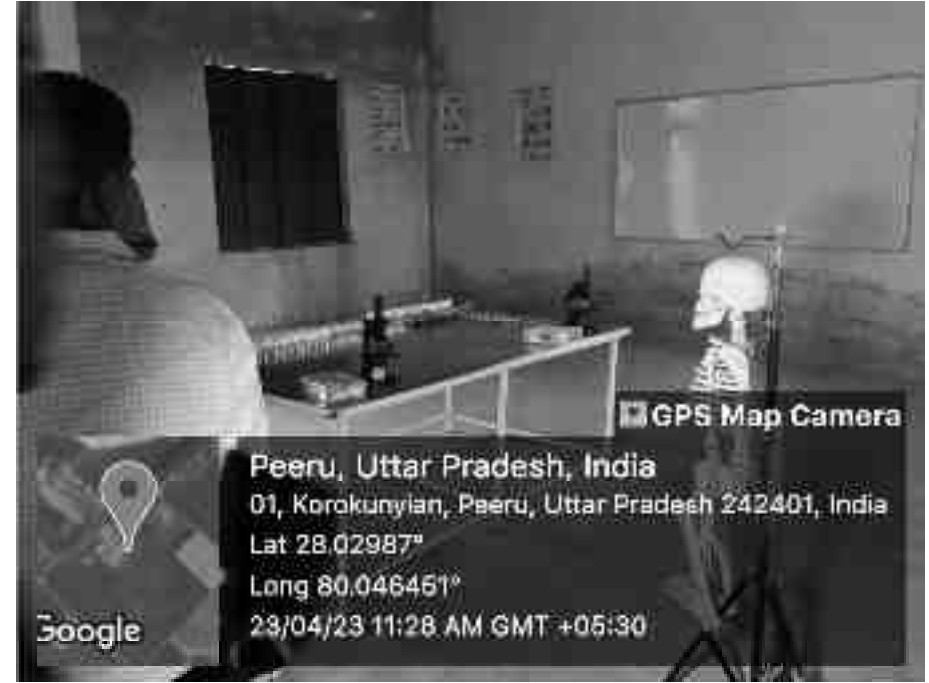 GPS Map Camera
Peeru, Uttar Pradesh, India
01, Korokunyian, Peeru, Uttar Pradesh 242401, India
Lat 28.02987°
Long 80.046461°
23/04/23 11:28 AM GMT +05:30
Google